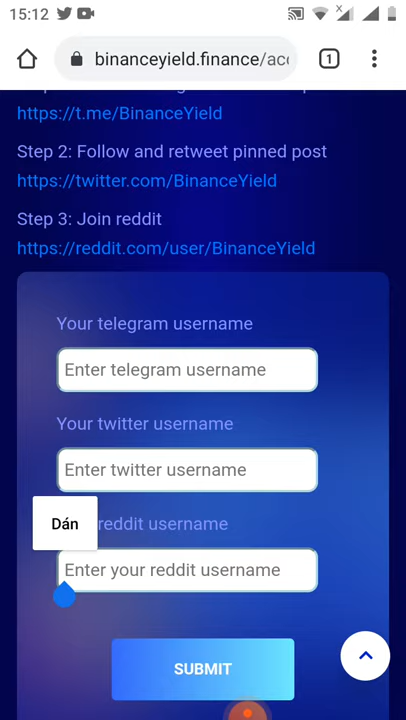 15:12
binanceyield.finance/acc
1
https://t.me/BinanceYield
Step 2: Follow and retweet pinned post
https://twitter.com/BinanceYield
Step 3: Join reddit
https://reddit.com/user/BinanceYield
Your telegram username
Enter telegram username
Your twitter username
Enter twitter username
Dán
reddit username
Enter your reddit username
SUBMIT